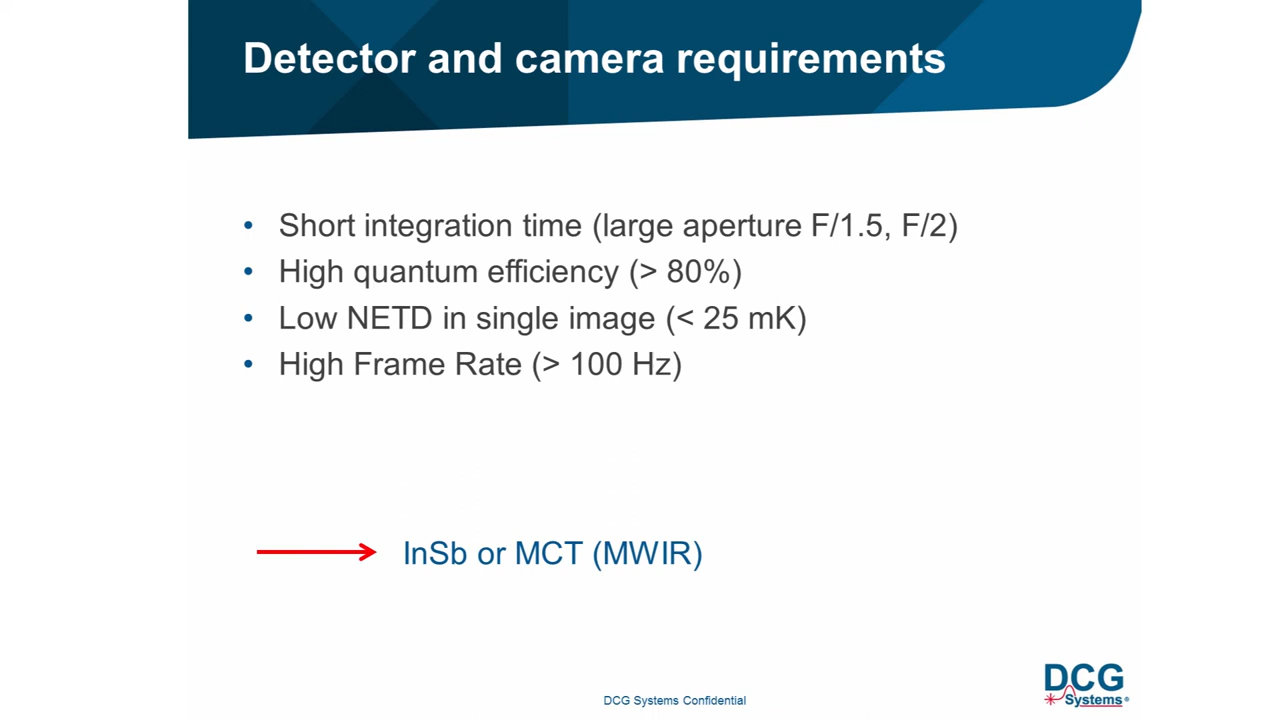 Detector and camera requirements
• Short integration time (large aperture F/1.5, F/2)
• High quantum efficiency (> 80%)
• Low NETD in single image (< 25 mK)
• High Frame Rate (> 100 Hz)
InSb or MCT (MWIR)
DCG Systems Confidential
DCG
Systems®